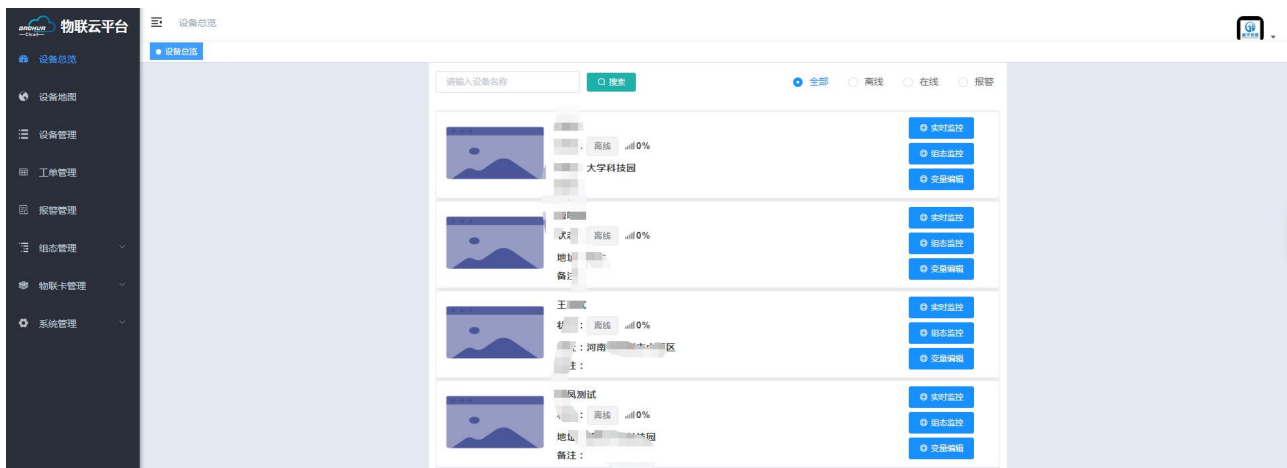 物联云平台
设备总览
设备总览
设备总览
设备地图
设备管理
工单管理
报警管理
组态管理
物联卡管理
系统管理
请输入设备名称
搜索
全部
离线
在线
报警
离线 0%
大学科技园
实时监控
组态监控
变量编辑
离线 0%
地址
备注
实时监控
组态监控
变量编辑
王
离线 0%
：河南 区
注：
实时监控
组态监控
变量编辑
凤测试
离线 0%
地址 园
备注：
实时监控
组态监控
变量编辑